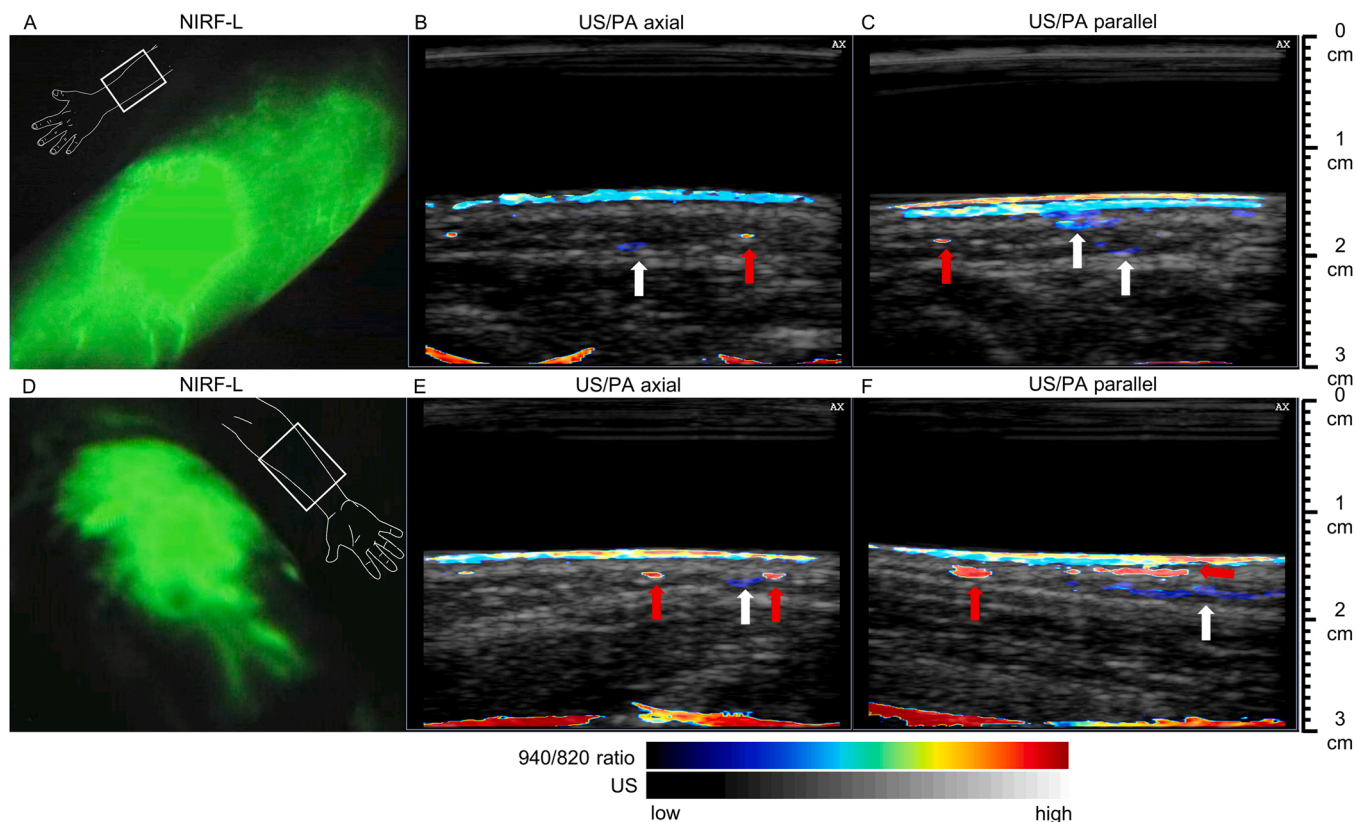 A NIRF-L B US/PA axial C US/PA parallel
AX AX
0
cm
1
cm
2
cm
3
cm
D NIRF-L E US/PA axial F US/PA parallel
AX AX
0
cm
1
cm
2
cm
3
cm
940/820 ratio
US
low high